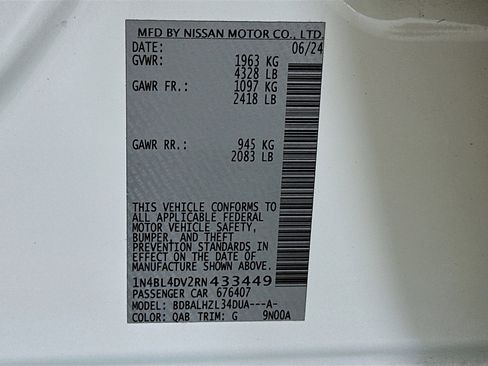 MFD BY NISSAN MOTOR CO., LTD.
DATE: 06/24
GVWR: 1963 KG
4328 LB
GAWR FR.: 1097 KG
2418 LB
GAWR RR.: 945 KG
2083 LB
THIS VEHICLE CONFORMS TO
ALL APPLICABLE FEDERAL
MOTOR VEHICLE SAFETY,
BUMPER, AND THEFT
PREVENTION STANDARDS IN
EFFECT ON THE DATE OF
MANUFACTURE SHOWN ABOVE.
1N4BL4DV2RN433449
PASSENGER CAR 676407
MODEL: BDBALHZL34DUA---A-
COLOR: QAB TRIM: G 9N00A